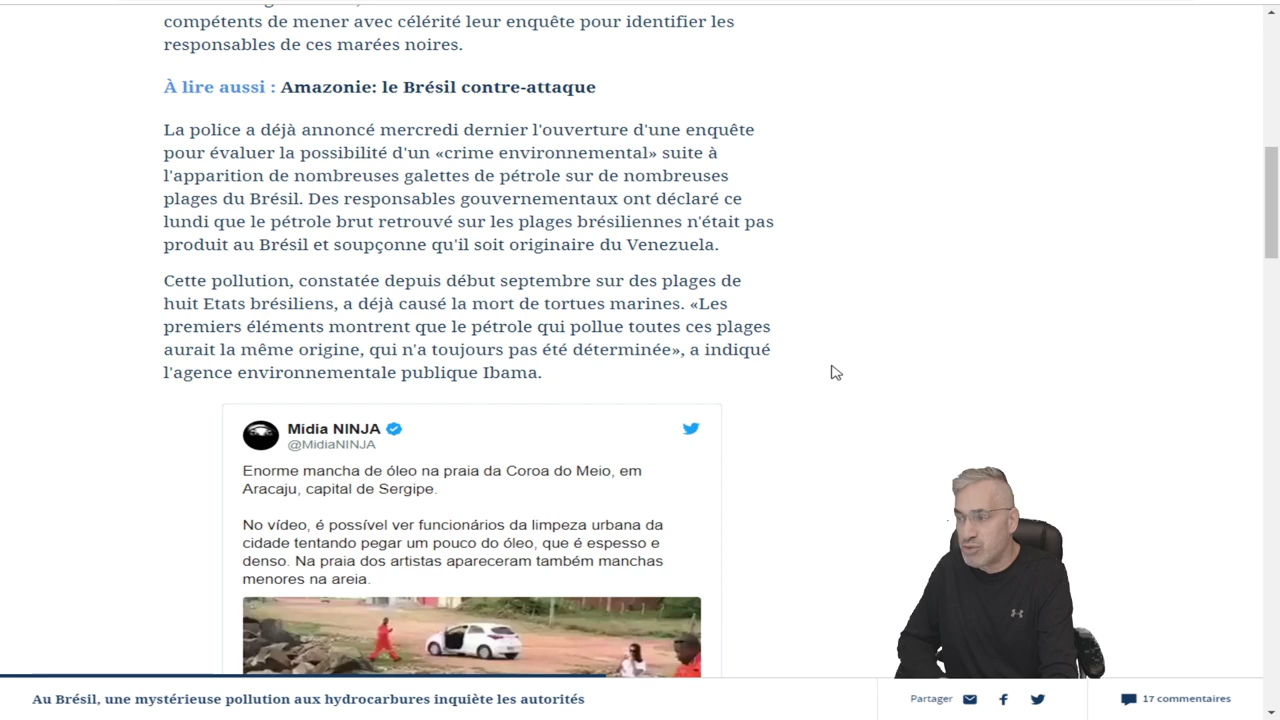 compétents de mener avec célérité leur enquête pour identifier les
responsables de ces marées noires.
À lire aussi : Amazonie: le Brésil contre-attaque
La police a déjà annoncé mercredi dernier l'ouverture d'une enquête
pour évaluer la possibilité d'un «crime environnemental» suite à
l'apparition de nombreuses galettes de pétrole sur de nombreuses
plages du Brésil. Des responsables gouvernementaux ont déclaré ce
lundi que le pétrole brut retrouvé sur les plages brésiliennes n'était pas
produit au Brésil et soupçonne qu'il soit originaire du Venezuela.
Cette pollution, constatée depuis début septembre sur des plages de
huit Etats brésiliens, a déjà causé la mort de tortues marines. «Les
premiers éléments montrent que le pétrole qui pollue toutes ces plages
aurait la même origine, qui n'a toujours pas été déterminée», a indiqué
l'agence environnementale publique Ibama.
Mídia NINJA
@MidiaNINJA
Enorme mancha de óleo na praia da Coroa do Meio, em
Aracaju, capital de Sergipe.
No vídeo, é possível ver funcionários da limpeza urbana da
cidade tentando pegar um pouco do óleo, que é espesso e
denso. Na praia dos artistas apareceram também manchas
menores na areia.
Au Brésil, une mystérieuse pollution aux hydrocarbures inquiète les autorités
Partager
17 commentaires